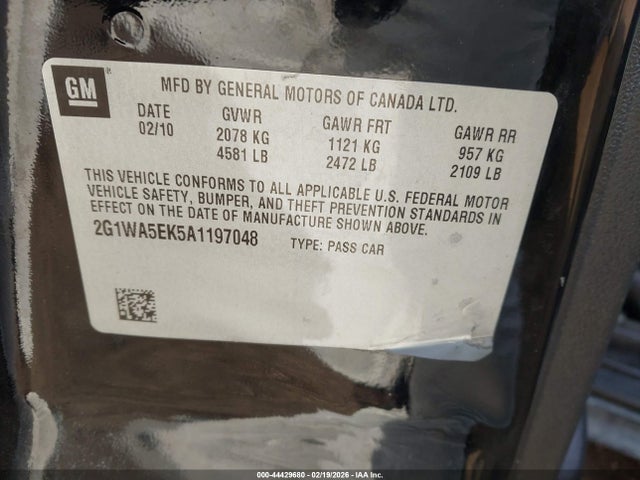 GM
MFD BY GENERAL MOTORS OF CANADA LTD.
DATE GVWR GAWR FRT GAWR RR
02/10 2078 KG 1121 KG 957 KG
4581 LB 2472 LB 2109 LB
THIS VEHICLE CONFORMS TO ALL APPLICABLE U.S. FEDERAL MOTOR
VEHICLE SAFETY, BUMPER, AND THEFT PREVENTION STANDARDS IN
EFFECT ON THE DATE OF MANUFACTURE SHOWN ABOVE.
2G1WA5EK5A1197048 TYPE: PASS CAR
000-44429680 - 02/19/2026 - IAA Inc.